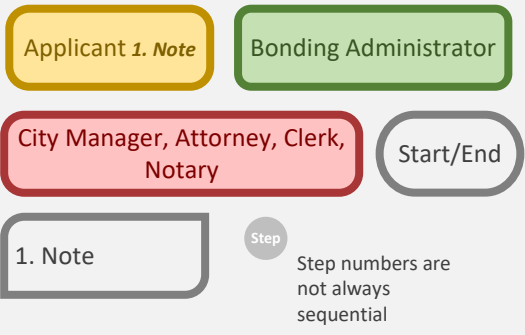 Applicant 1. Note
Bonding Administrator
City Manager, Attorney, Clerk,
Notary
Start/End
1. Note
Step
Step numbers are
not always
sequential